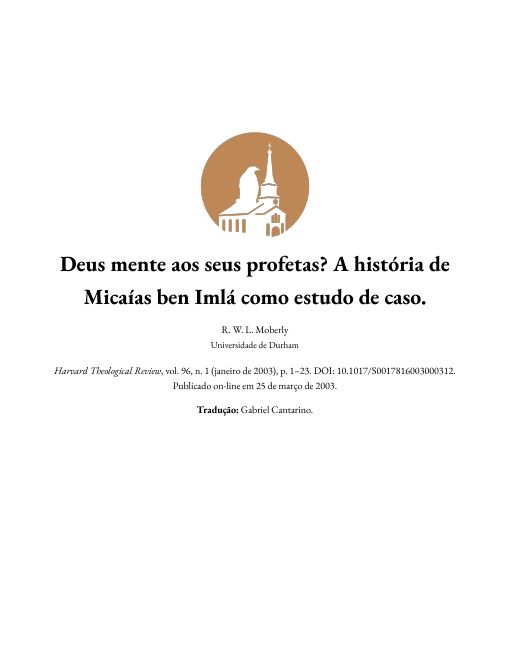 Deus mente aos seus profetas? A história de
Micaías ben Imlá como estudo de caso.
R. W. L. Moberly
Universidade de Durham
Harvard Theological Review, vol. 96, n. 1 (janeiro de 2003), p. 1–23. DOI: 10.1017/S0017816003000312.
Publicado on-line em 25 de março de 2003.
Tradução: Gabriel Cantarino.